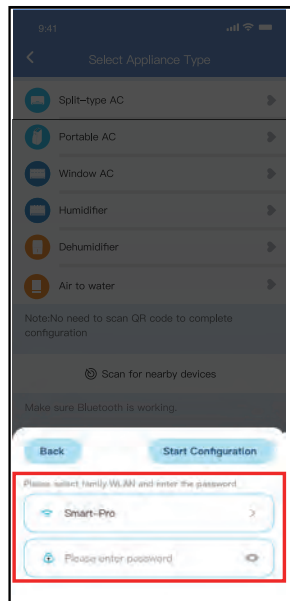 9:41
Select Appliance Type
Split-type AC
Portable AC
Window AC
Humidifier
Dehumidifier
Air to water
Note:No need to scan QR code to complete
configuration
Scan for nearby devices
Make sure Bluetooth is working.
Back
Start Configuration
Please select family WLAN and enter the password
Smart-Pro
Please enter password